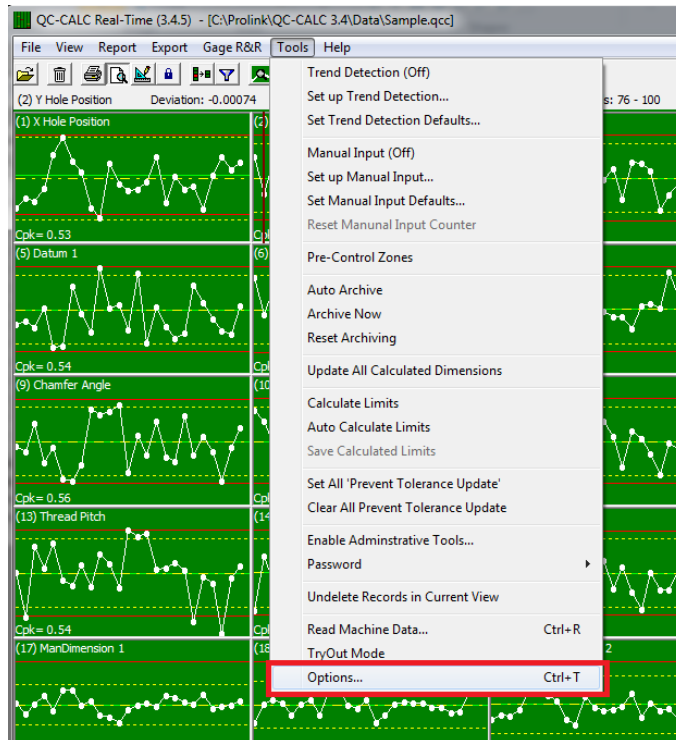 QC-CALC Real-Time (3.4.5) - [C:\Prolink\QC-CALC 3.4\Data\Sample.qcc]
File View Report Export Gage R&R Tools Help
(2) Y Hole Position Deviation: -0.00074 s: 76 - 100
Trend Detection (Off)
Set up Trend Detection...
Set Trend Detection Defaults...
Manual Input (Off)
Set up Manual Input...
Set Manual Input Defaults...
Reset Manunal Input Counter
Pre-Control Zones
Auto Archive
Archive Now
Reset Archiving
Update All Calculated Dimensions
Calculate Limits
Auto Calculate Limits
Save Calculated Limits
Set All 'Prevent Tolerance Update'
Clear All Prevent Tolerance Update
Enable Adminstrative Tools...
Password
Undelete Records in Current View
Read Machine Data... Ctrl+R
TryOut Mode
Options... Ctrl+T
(1) X Hole Position (2)
Cpk= 0.53
(5) Datum 1 (6)
Cpk= 0.54
(9) Chamfer Angle (10
Cpk= 0.56
(13) Thread Pitch (14
Cpk= 0.54
(17) ManDimension 1 (18 2